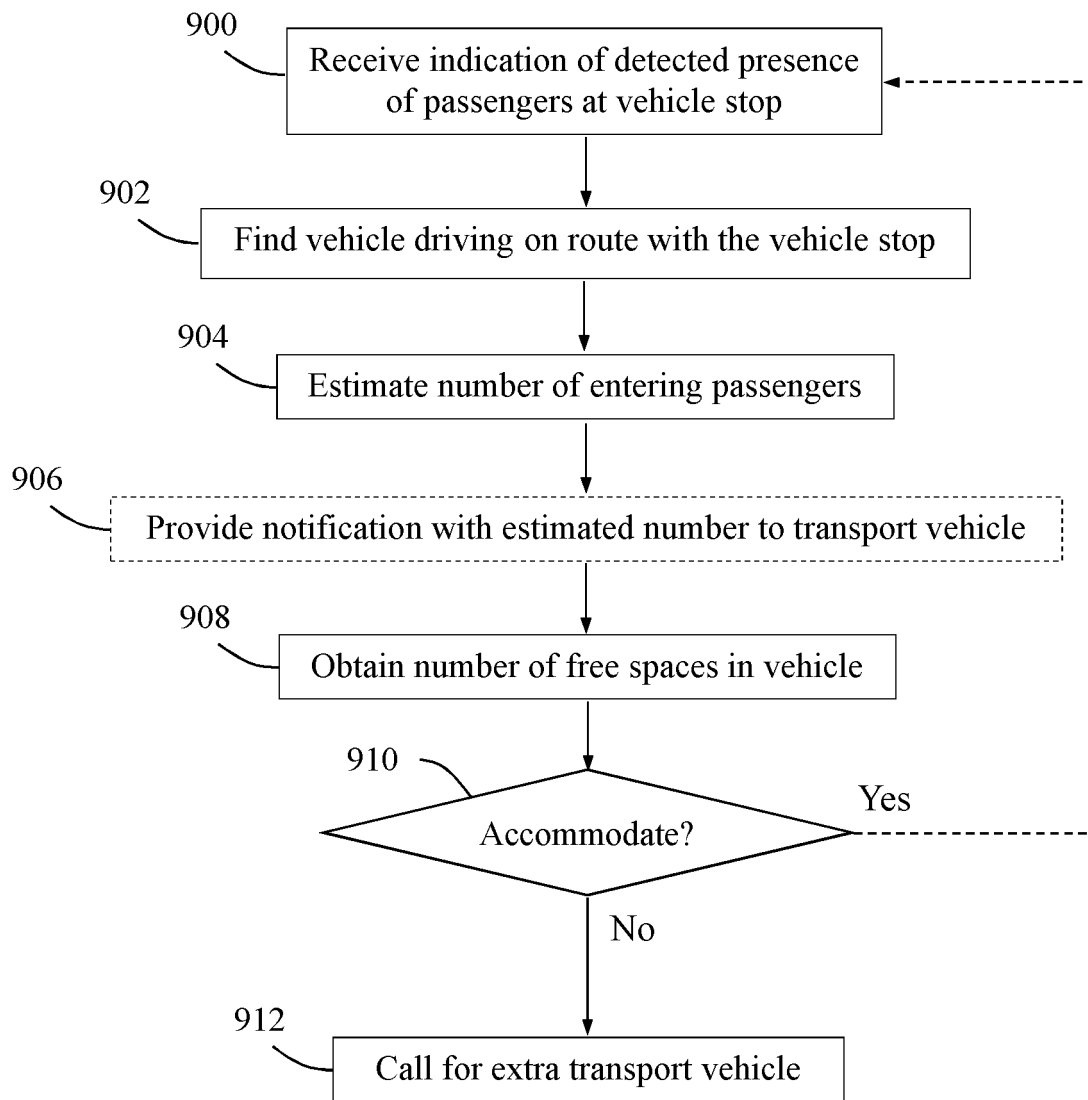 900
Receive indication of detected presence
of passengers at vehicle stop
902
Find vehicle driving on route with the vehicle stop
904
Estimate number of entering passengers
906
Provide notification with estimated number to transport vehicle
908
Obtain number of free spaces in vehicle
910
Accommodate?
Yes
No
912
Call for extra transport vehicle